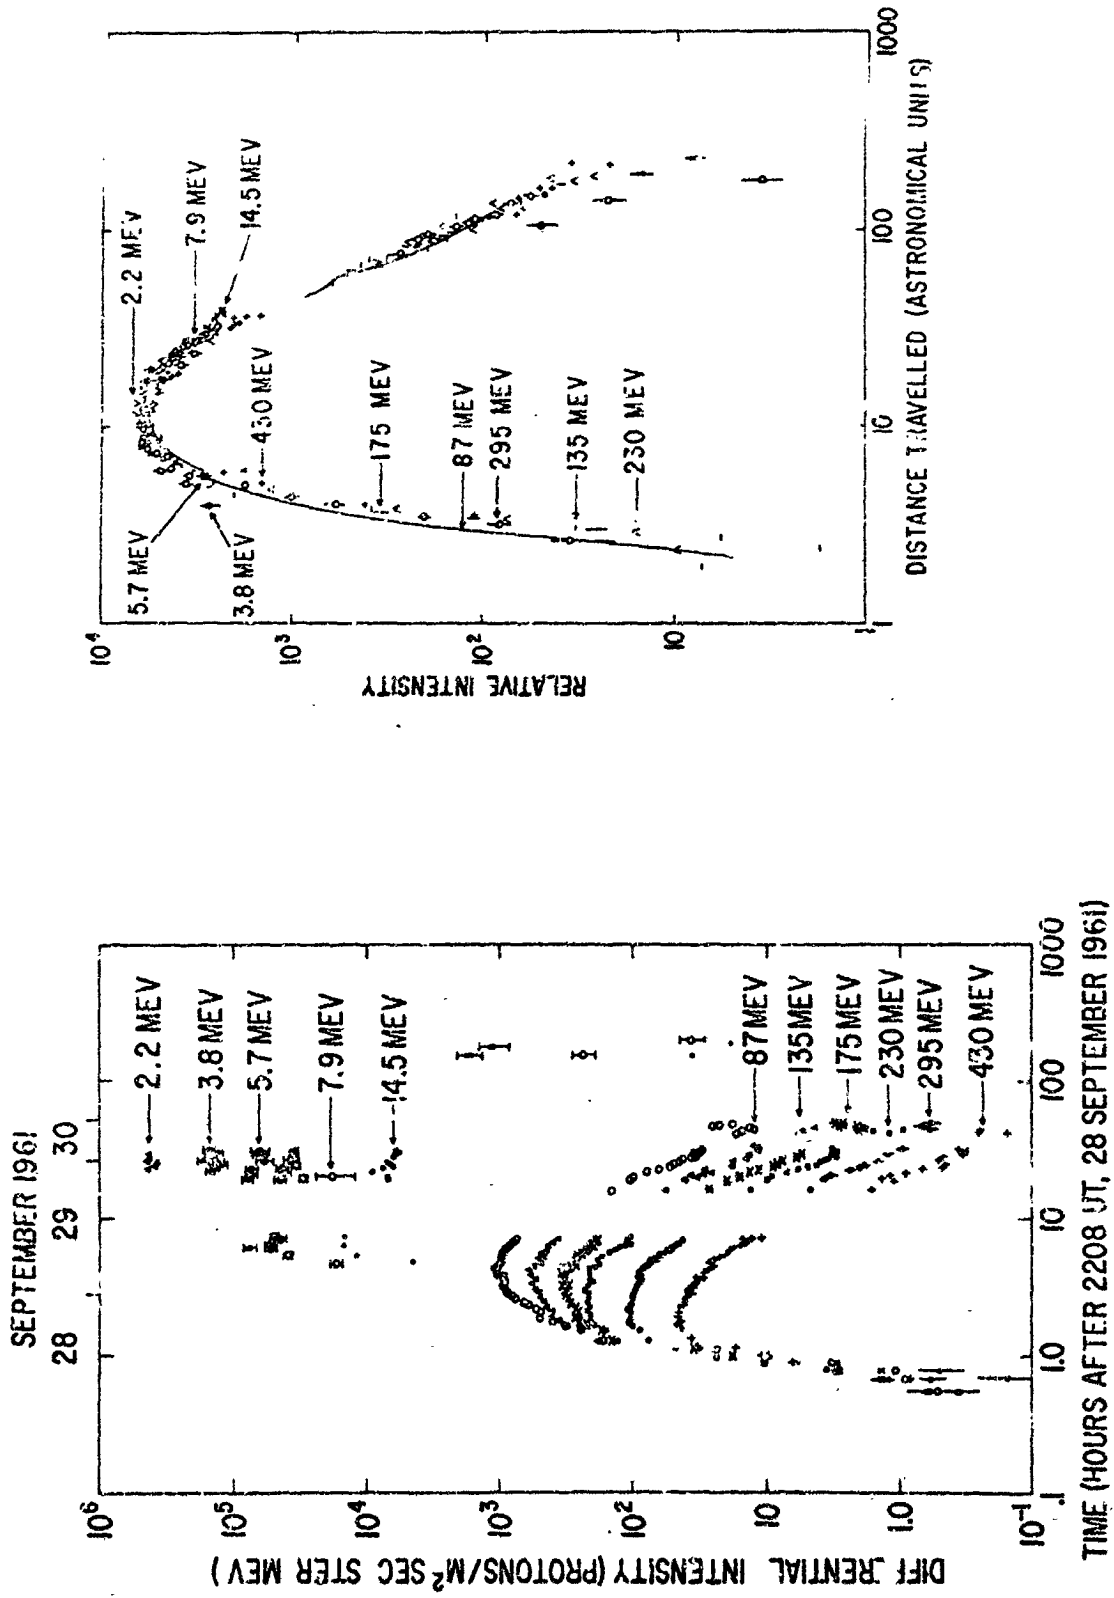 SEPTEMBER 1961
28 29 30
10⁶
10⁵
10⁴
10³
10²
10
1.0
10⁻¹
2.2 MEV
3.8 MEV
5.7 MEV
7.9 MEV
14.5 MEV
87 MEV
135 MEV
175 MEV
230 MEV
295 MEV
430 MEV
.1 1.0 10 100 1000
INTENSITY (PROTONS/M² SEC STER MEV)
TIME (HOURS AFTER 2208 UT, 28 SEPTEMBER 1961)
10⁴
10³
10²
10
1
5.7 MEV
3.8 MEV
2.2 MEV
7.9 MEV
14.5 MEV
430 MEV
175 MEV
87 MEV
295 MEV
135 MEV
230 MEV
1 10 100 1000
RELATIVE INTENSITY
DISTANCE TRAVELLED (ASTRONOMICAL UNITS)